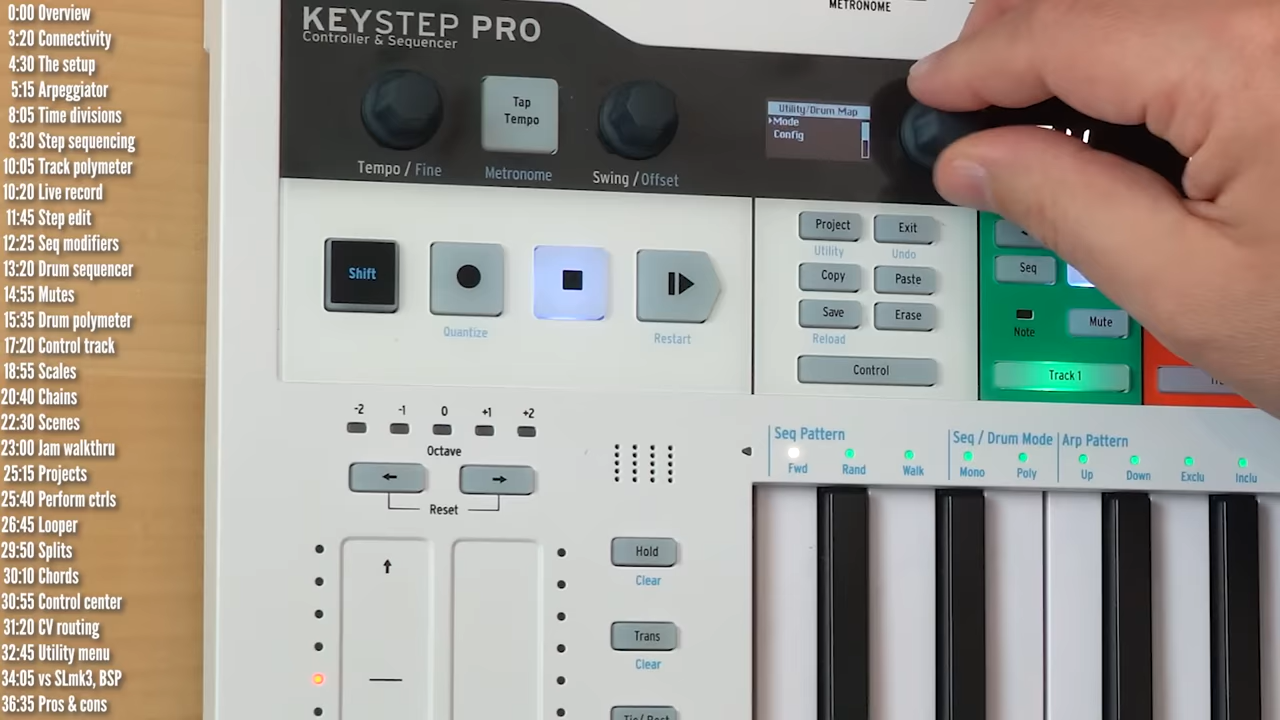 0:00 Overview
3:20 Connectivity
4:30 The setup
5:15 Arpeggiator
8:05 Time divisions
8:30 Step sequencing
10:05 Track polymeter
10:20 Live record
11:45 Step edit
12:25 Seq modifiers
13:20 Drum sequencer
14:55 Mutes
15:35 Drum polymeter
17:20 Control track
18:55 Scales
20:40 Chains
22:30 Scenes
23:00 Jam walkthru
25:15 Projects
25:40 Perform ctrls
26:45 Looper
29:50 Splits
30:10 Chords
30:55 Control center
31:20 CV routing
32:45 Utility menu
34:05 vs SLmk3, BSP
36:35 Pros & cons
METRONOME
KEYSTEP PRO
Controller & Sequencer
Tap
Tempo
Tempo / Fine
Metronome
Swing / Offset
Utility/Drum Map
Mode
Config
Shift
Quantize
Restart
Project
Exit
Utility
Undo
Copy
Paste
Save
Erase
Reload
Control
Seq
Note
Mute
Track 1
-2 -1 0 +1 +2
Octave
Reset
Seq Pattern
Seq / Drum Mode
Arp Pattern
Fwd Rand Walk Mono Poly Up Down Exclu Inclu
Hold
Clear
Trans
Clear
Tie/Rest